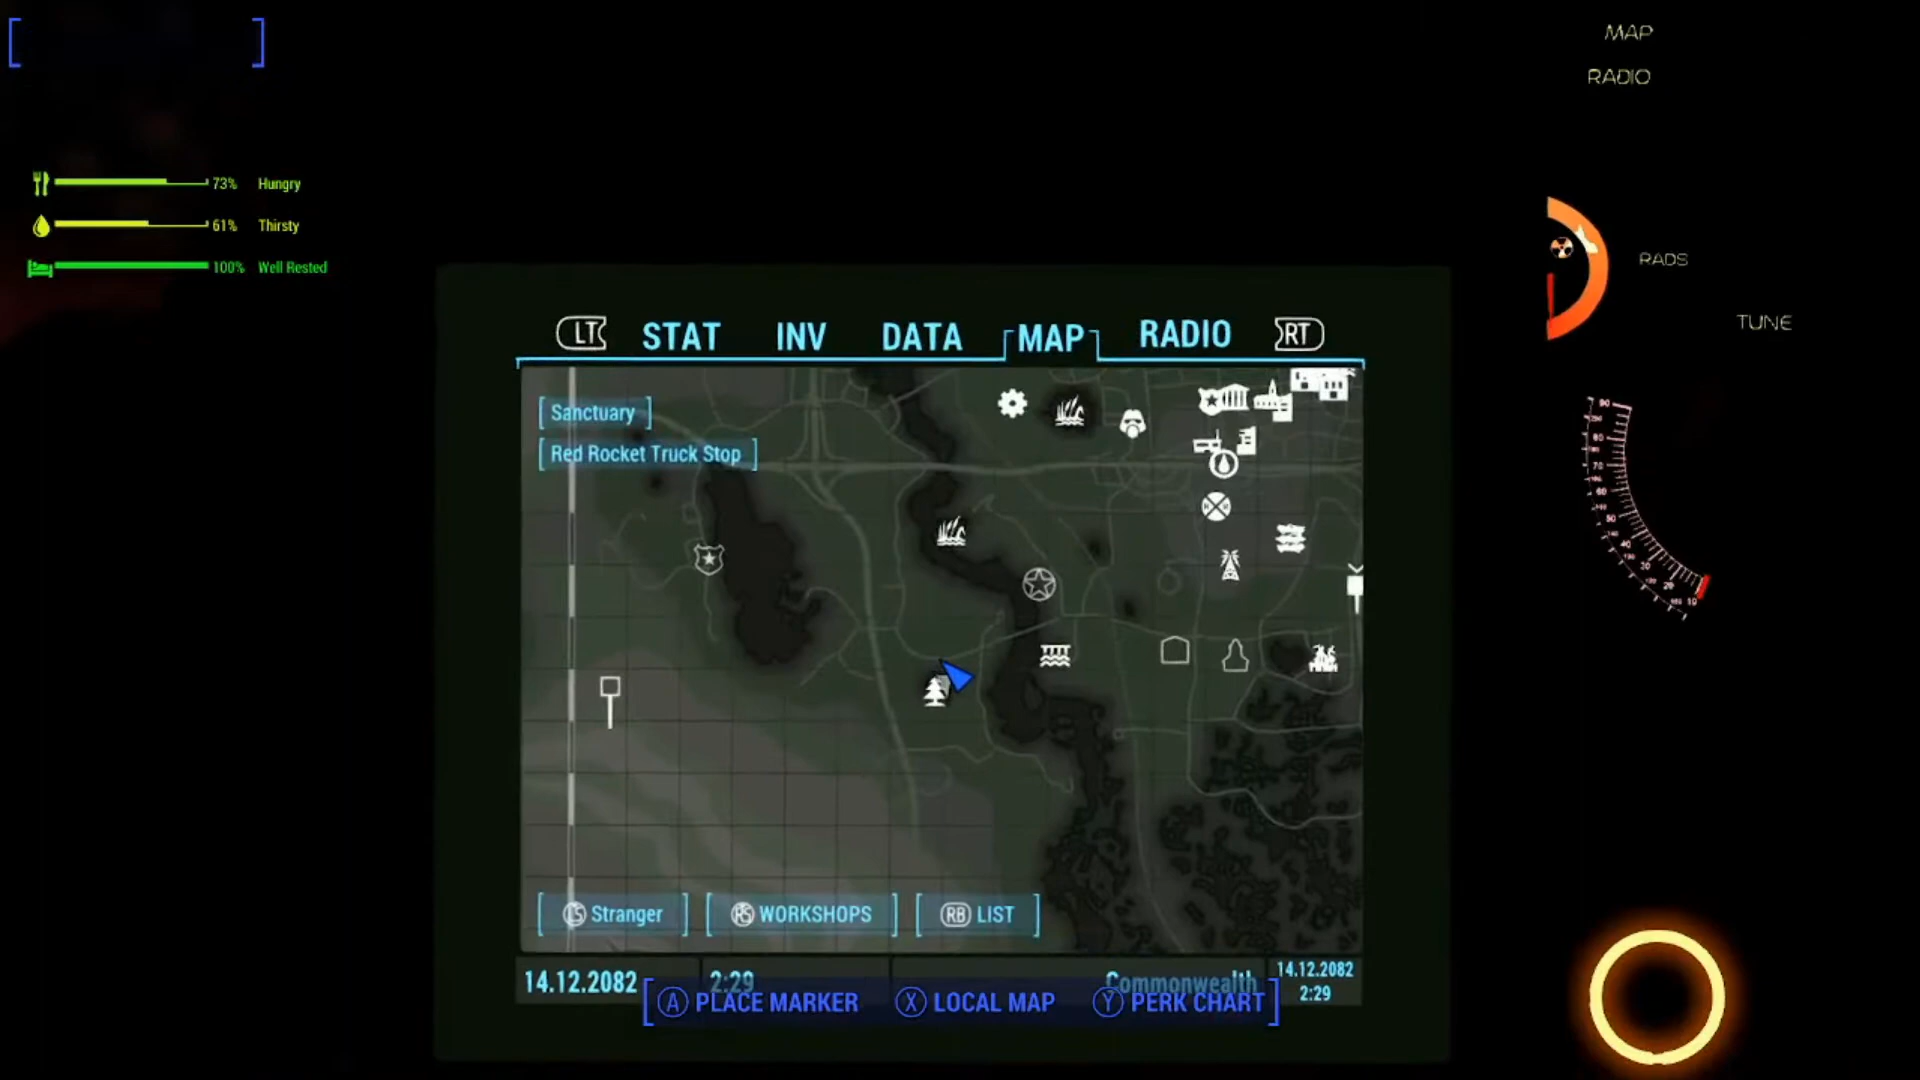 MAP
RADIO
73% Hungry
61% Thirsty
100% Well Rested
RADS
TUNE
LT STAT INV DATA MAP RADIO RT
Sanctuary
Red Rocket Truck Stop
LS Stranger RS WORKSHOPS RB LIST
14.12.2082 2:29 Commonwealth 14.12.2082
2:29
A PLACE MARKER X LOCAL MAP Y PERK CHART